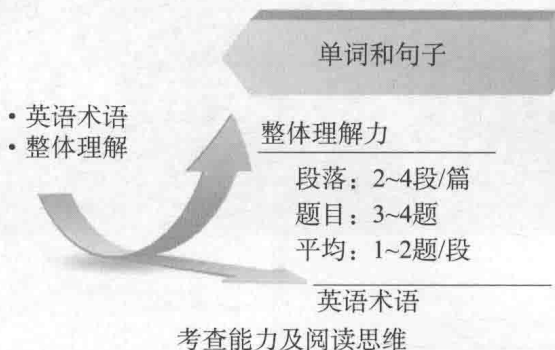 单词和句子
• 英语术语
• 整体理解
整体理解力
段落：2~4段/篇
题目：3~4题
平均：1~2题/段
英语术语
考查能力及阅读思维